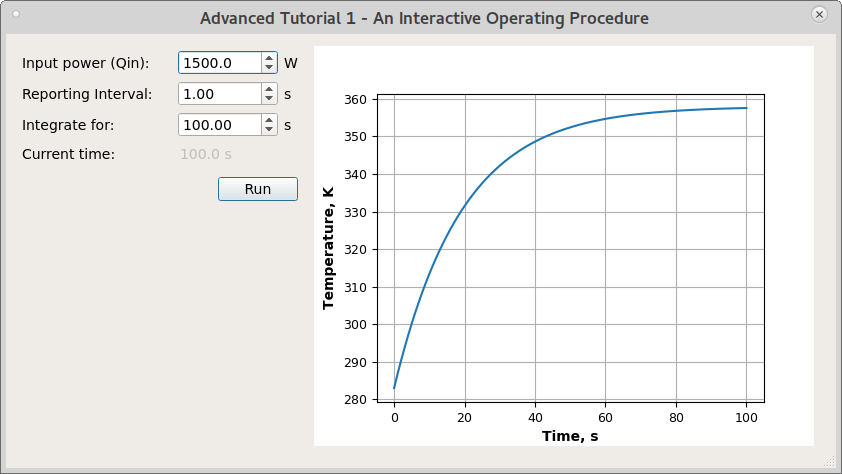 Advanced Tutorial 1 - An Interactive Operating Procedure
Input power (Qin): 1500.0 W
Reporting Interval: 1.00 s
Integrate for: 100.00 s
Current time: 100.0 s
Run
Temperature, K
360
350
340
330
320
310
300
290
280
0 20 40 60 80 100
Time, s